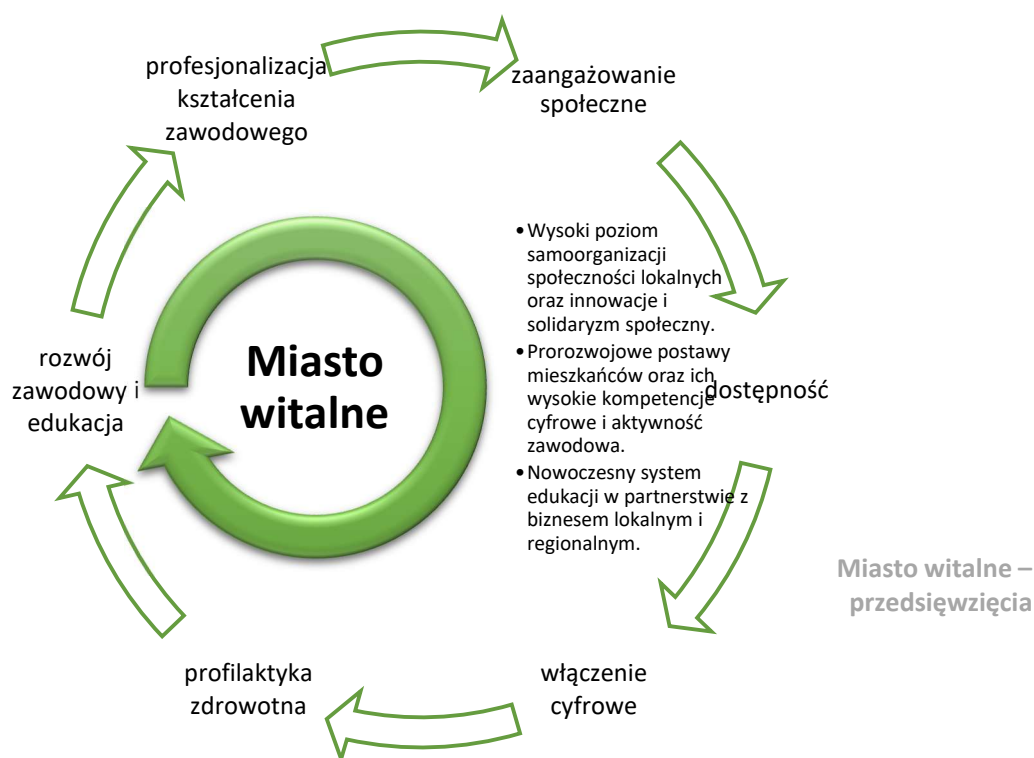 profesjonalizacja
kształcenia
zawodowego
zaangażowanie
społeczne
•Wysoki poziom
samoorganizacji
społeczności lokalnych
oraz innowacje i
solidaryzm społeczny.
•Prorozwojowe postawy
mieszkańców oraz ich
wysokie kompetencje
cyfrowe i aktywność
zawodowa.
•Nowoczesny system
edukacji w partnerstwie z
biznesem lokalnym i
regionalnym.
dostępność
włączenie
cyfrowe
profilaktyka
zdrowotna
rozwój
zawodowy i
edukacja
Miasto
witalne
Miasto witalne –
przedsięwzięcia